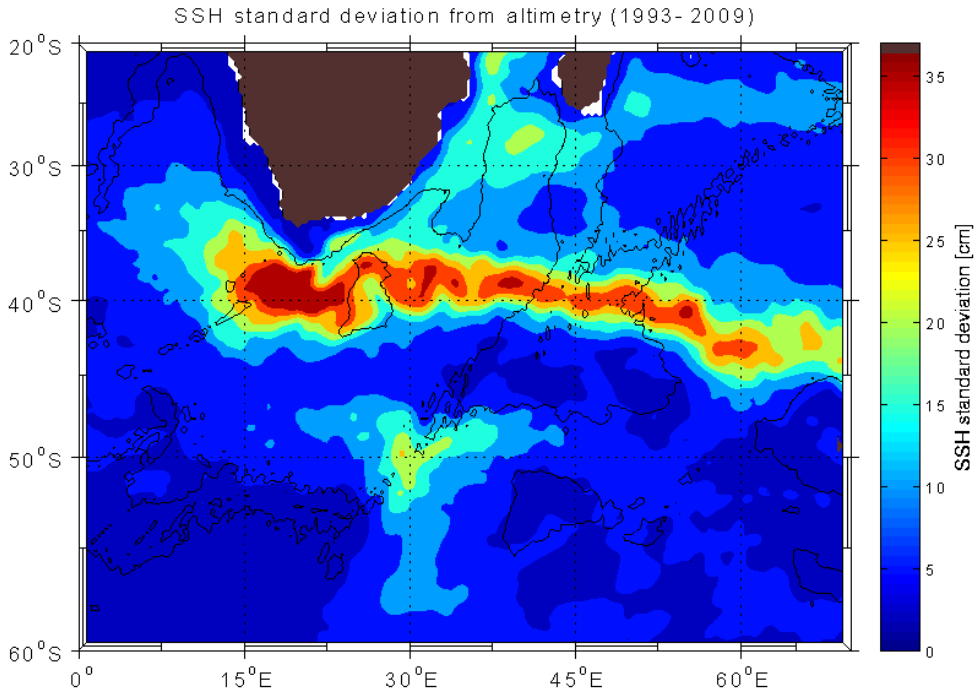 SSH standard deviation from altimetry (1993-2009)
20°S
30°S
40°S
50°S
60°S
0°
15°E
30°E
45°E
60°E
35
30
25
20
15
10
5
0
SSH standard deviation [cm]